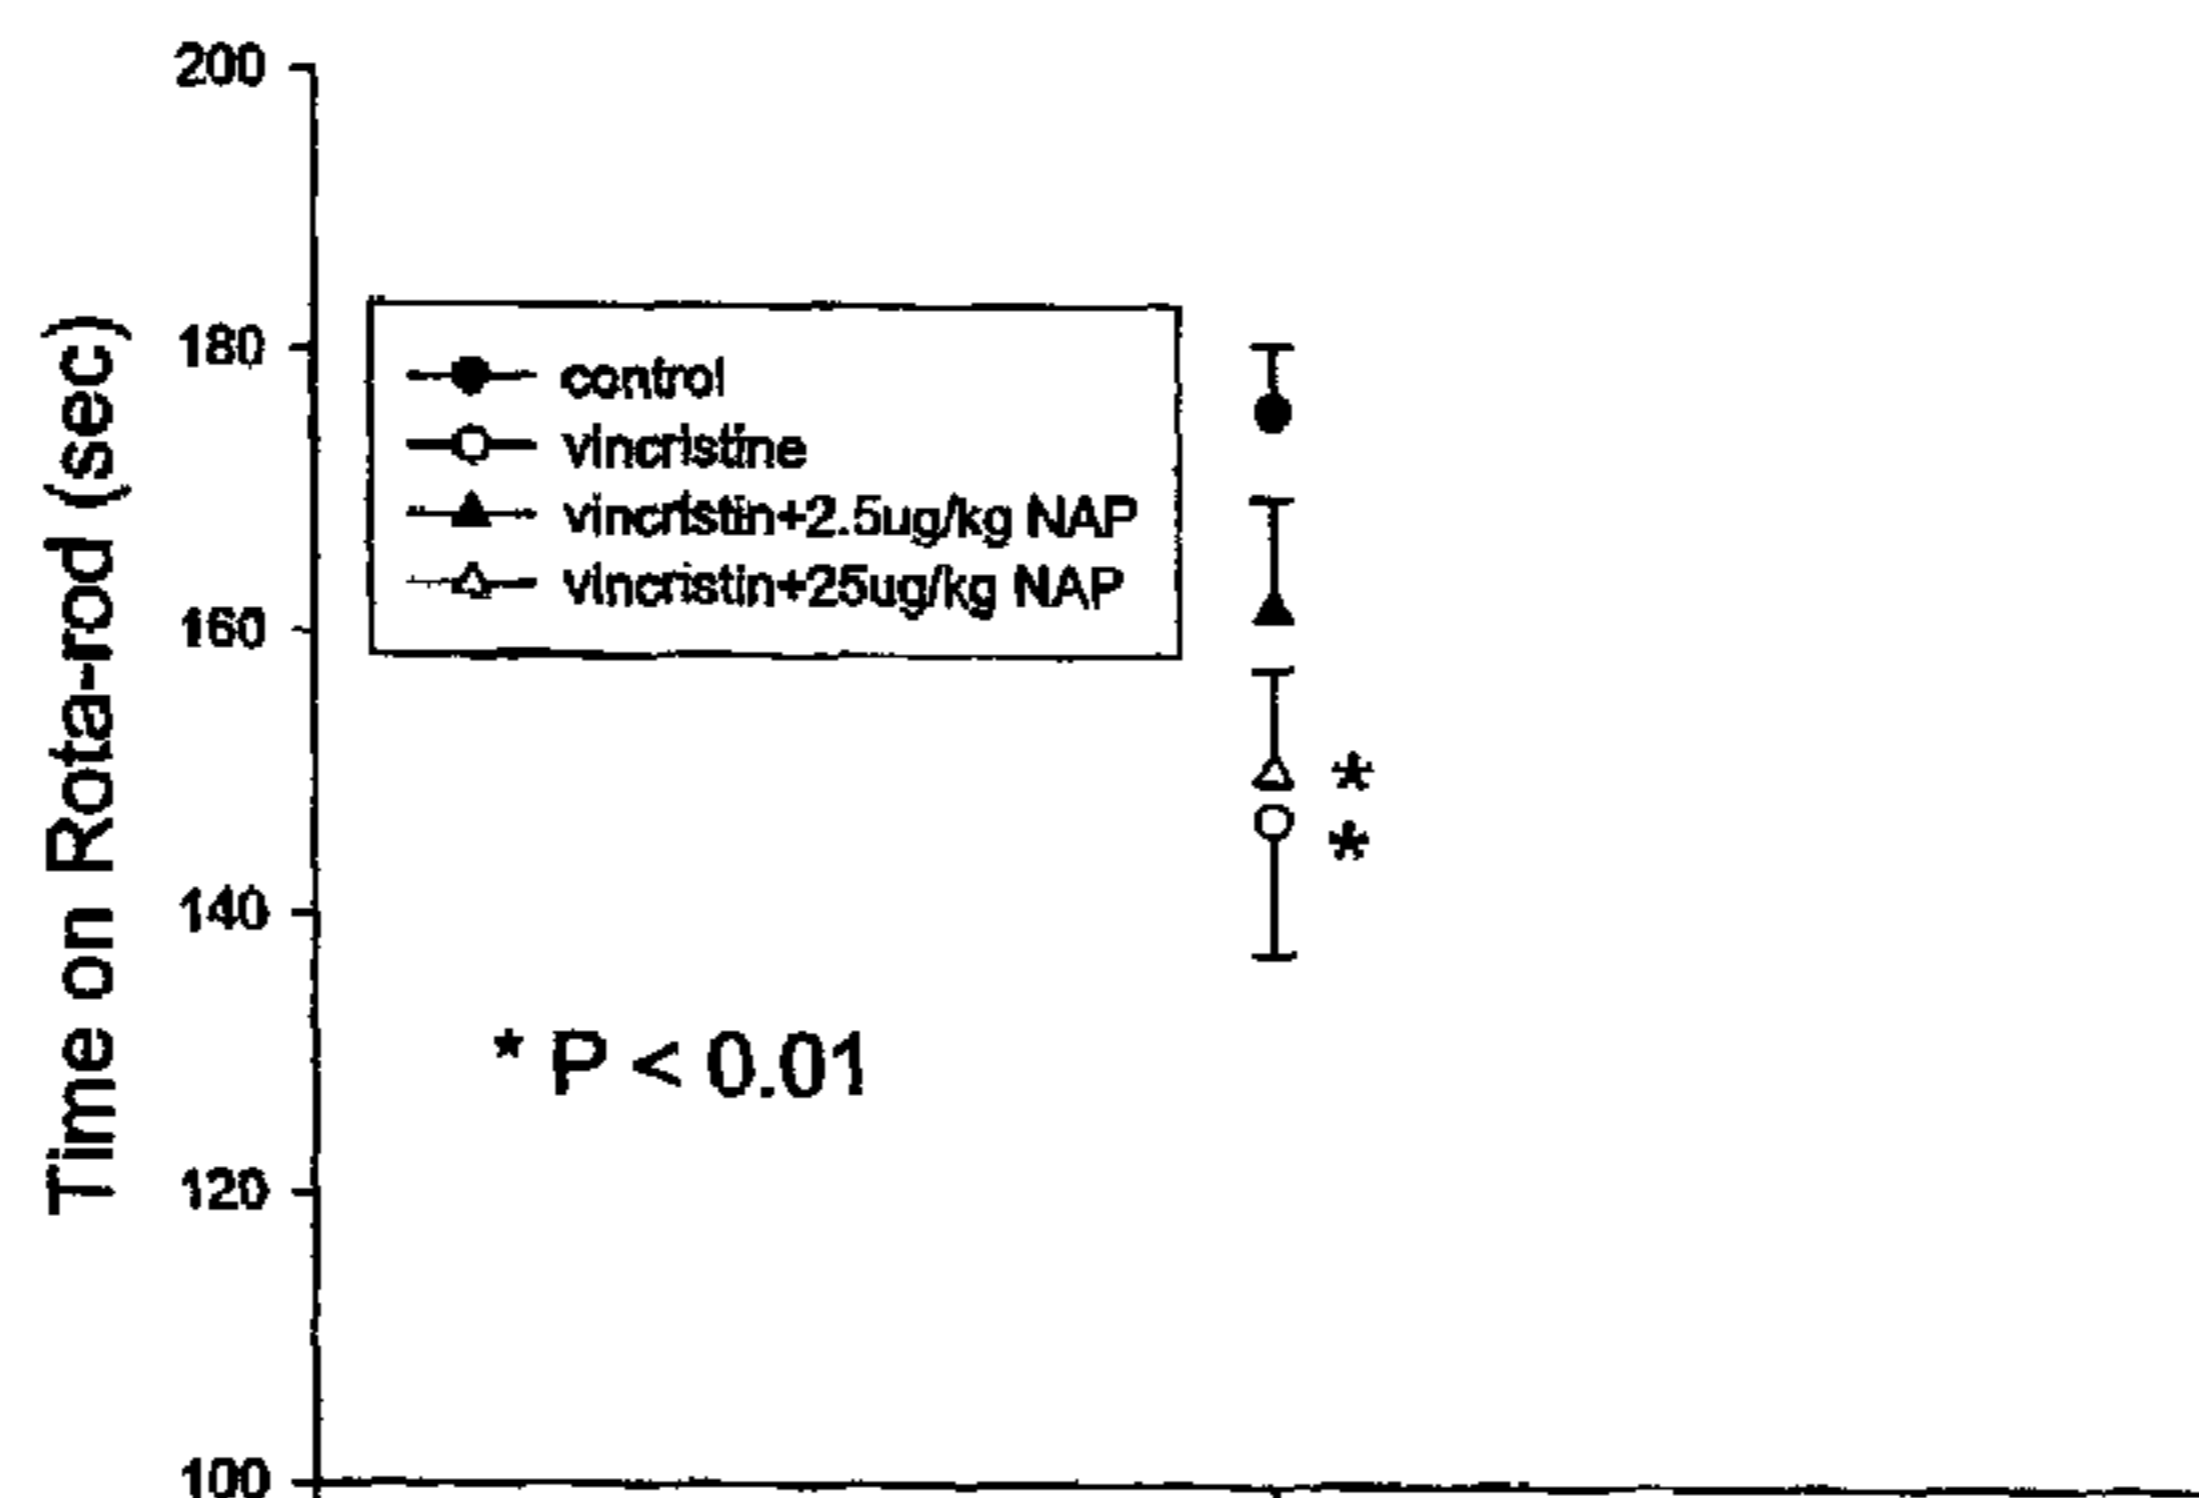 Time on Rota-rod (sec)
200
180
160
140
120
100
control
vincristine
vincristin+2.5ug/kg NAP
vincristin+25ug/kg NAP
*
*
* P < 0.01